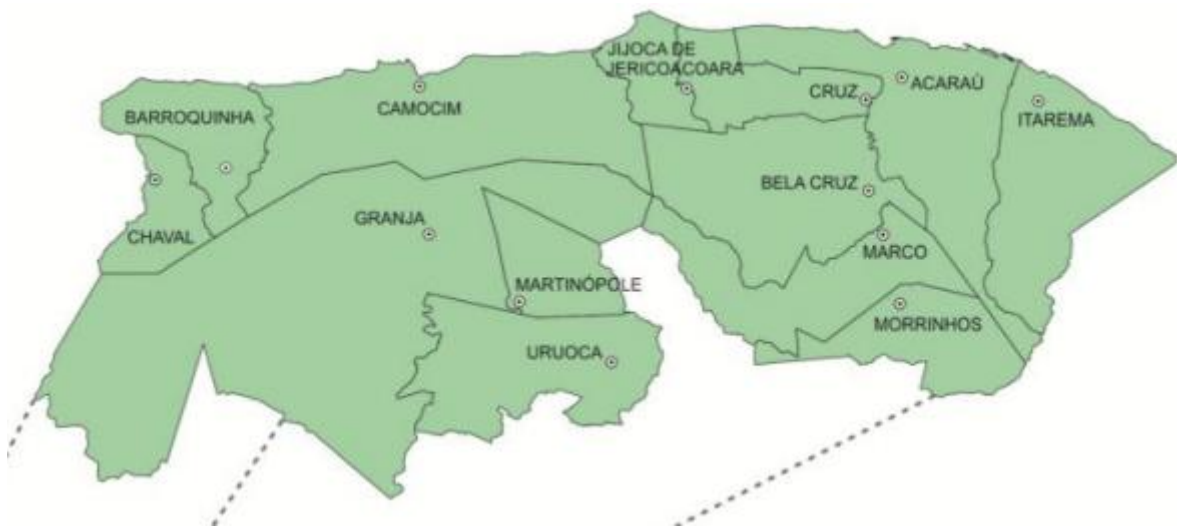 JIJOCA DE
JERICOACOARA
ACARAÚ
CRUZ
CAMOCIM
BARROQUINHA
ITAREMA
BELA CRUZ
GRANJA
CHAVAL
MARCO
MARTINÓPOLE
MORRINHOS
URUOCA